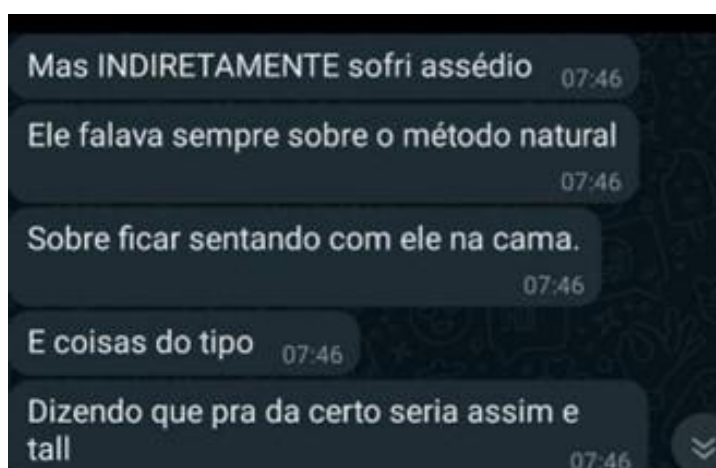 Mas INDIRETAMENTE sofri assédio 07:46
Ele falava sempre sobre o método natural
07:46
Sobre ficar sentando com ele na cama.
07:46
E coisas do tipo 07:46
Dizendo que pra da certo seria assim e
tall 07:46